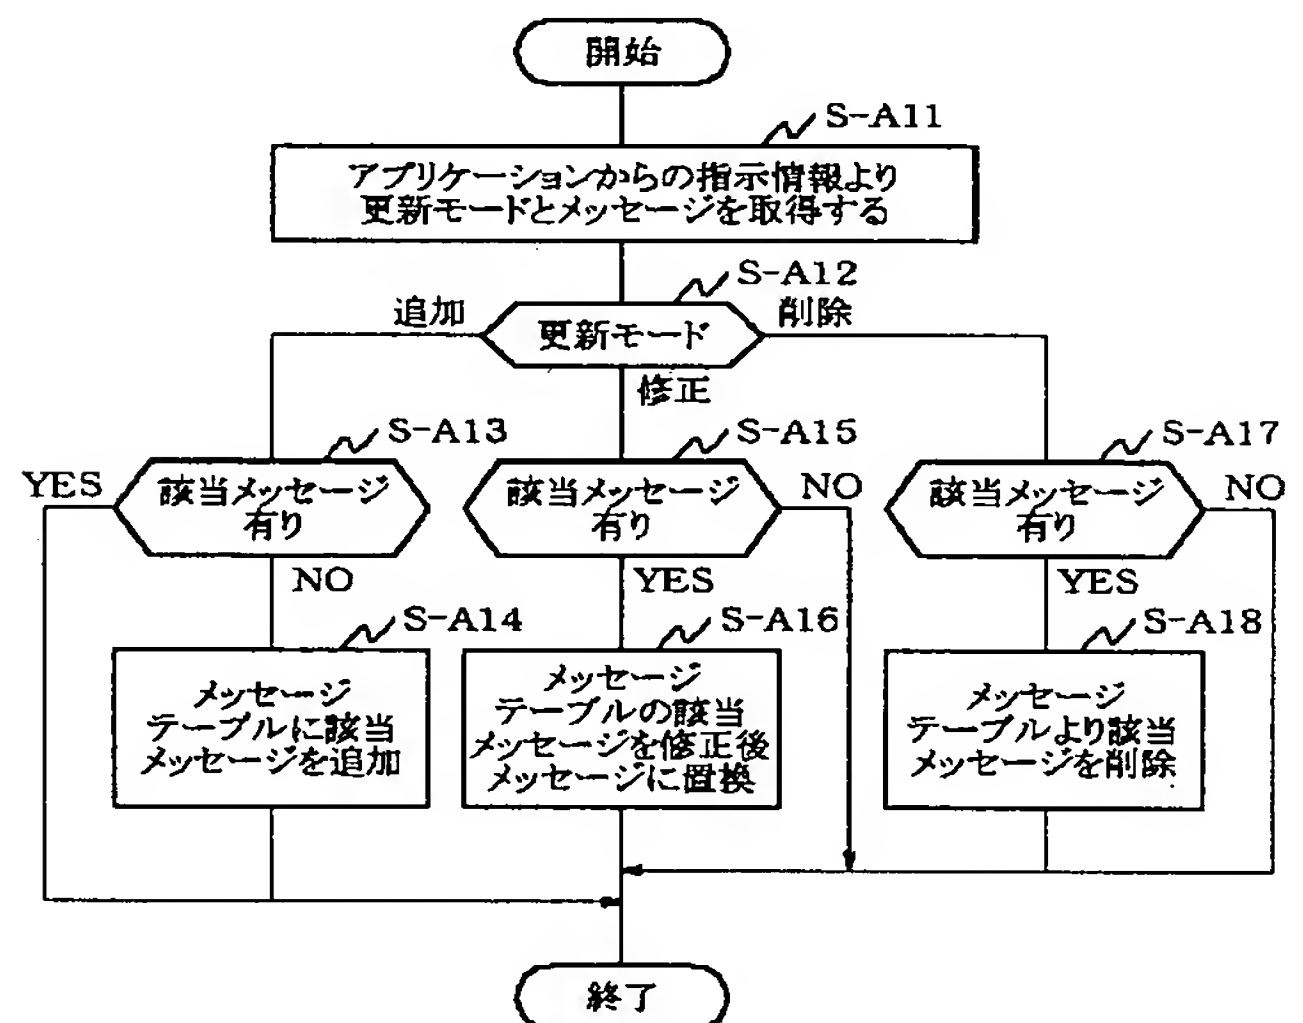 開始
S-A11
アプリケーションからの指示情報より
更新モードとメッセージを取得する
S-A12
追加
更新モード
削除
修正
S-A13
S-A15
S-A17
YES
該当メッセージ
有り
NO
該当メッセージ
有り
NO
YES
該当メッセージ
有り
NO
YES
S-A14
S-A16
S-A18
メッセージ
テーブルに該当
メッセージを追加
メッセージ
テーブルの該当
メッセージを修正後
メッセージに置換
メッセージ
テーブルより該当
メッセージを削除
終了